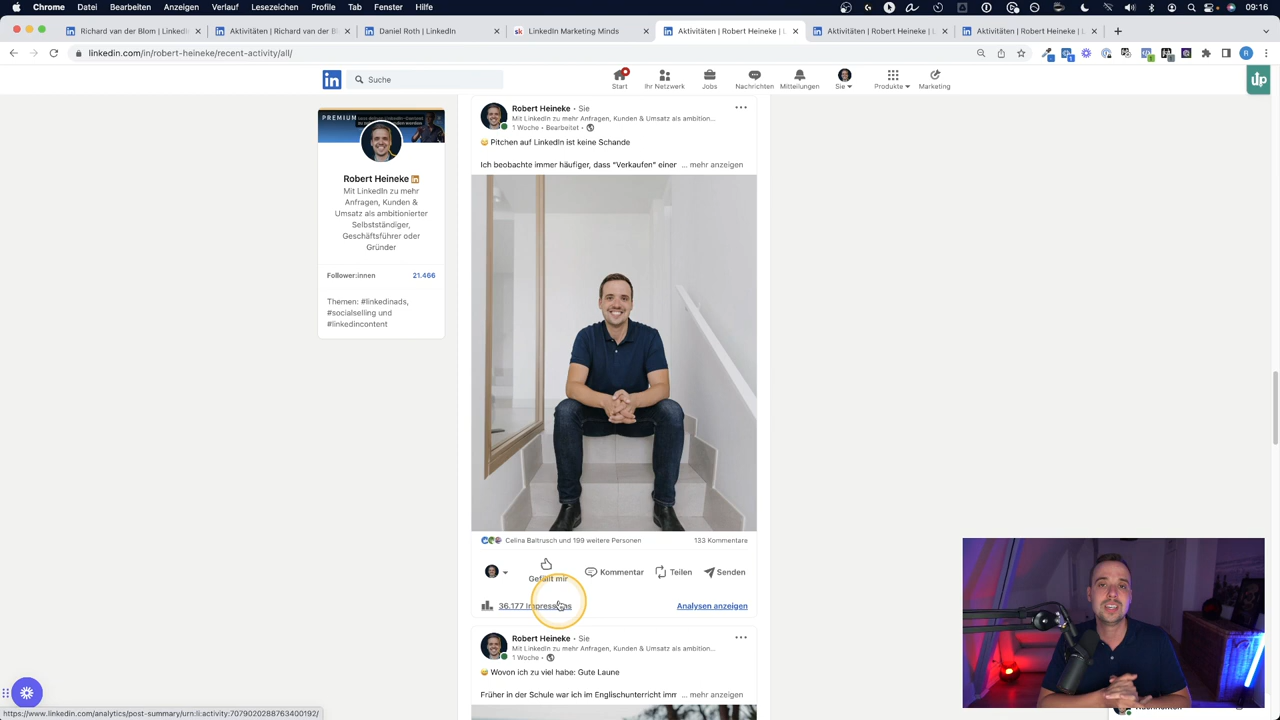 Chrome Datei Bearbeiten Anzeigen Verlauf Lesezeichen Profile Tab Fenster Hilfe
Richard van der Blom | LinkedIn
Aktivitäten | Richard van der B
Daniel Roth | LinkedIn
LinkedIn Marketing Minds
Aktivitäten | Robert Heineke | L
Aktivitäten | Robert Heineke | L
Aktivitäten | Robert Heineke | L
linkedin.com/in/robert-heineke/recent-activity/all/
in
Suche
Start
Ihr Netzwerk
Jobs
Nachrichten
Mitteilungen
Sie
Produkte
Marketing
up
PREMIUM
Robert Heineke
Mit LinkedIn zu mehr
Anfragen, Kunden &
Umsatz als ambitionierter
Selbstständiger,
Geschäftsführer oder
Gründer
Follower:innen 21.466
Themen: #linkedinads,
#socialselling und
#linkedincontent
Robert Heineke • Sie
Mit LinkedIn zu mehr Anfragen, Kunden & Umsatz als ambition...
1 Woche • Bearbeitet •
😅 Pitchen auf LinkedIn ist keine Schande
Ich beobachte immer häufiger, dass "Verkaufen" einer ... mehr anzeigen
Celina Baltrusch und 199 weitere Personen 133 Kommentare
Gefällt mir
Kommentar
Teilen
Senden
36.177 Impressions Analysen anzeigen
Robert Heineke • Sie
Mit LinkedIn zu mehr Anfragen, Kunden & Umsatz als ambition...
1 Woche •
😅 Wovon ich zu viel habe: Gute Laune
Früher in der Schule war ich im Englischunterricht imm ... mehr anzeigen
https://www.linkedin.com/analytics/post-summary/urn:li:activity:7079020288763400192/